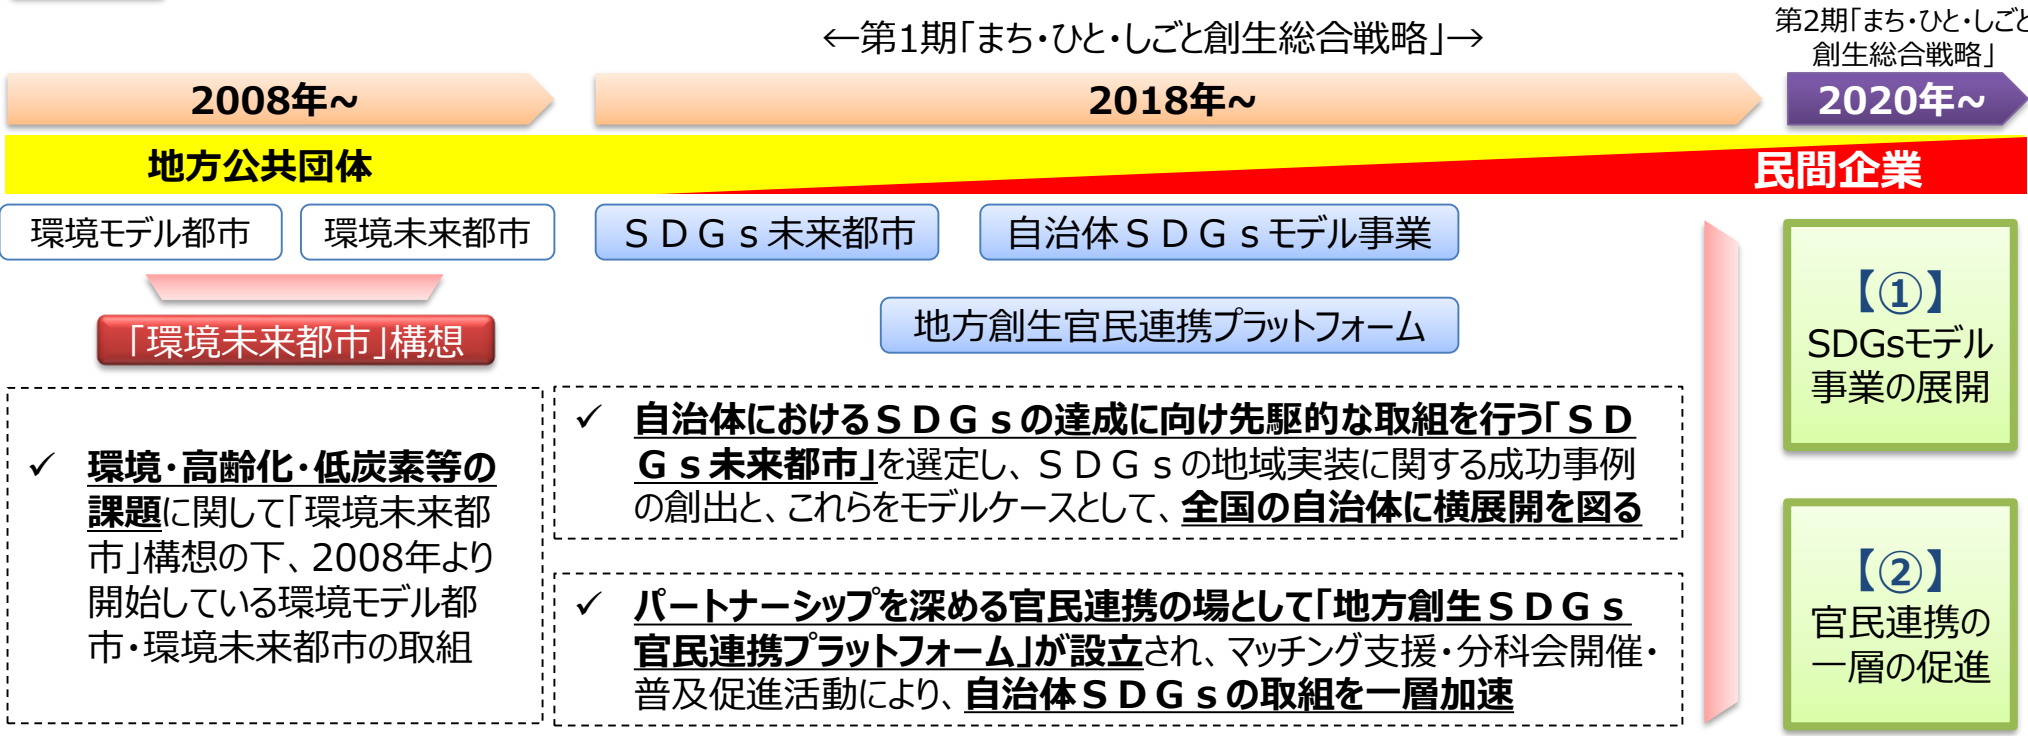 ←第1期「まち・ひと・しごと創生総合戦略」→
第2期「まち・ひと・しごと
創生総合戦略」
2008年~
2018年~
2020年~
地方公共団体
民間企業
環境モデル都市
環境未来都市
ＳＤＧｓ未来都市
自治体ＳＤＧｓモデル事業
「環境未来都市」構想
地方創生官民連携プラットフォーム
✓ 環境・高齢化・低炭素等の
課題に関して「環境未来都
市」構想の下、2008年より
開始している環境モデル都
市・環境未来都市の取組
✓ 自治体におけるＳＤＧｓの達成に向け先駆的な取組を行う「ＳＤ
Ｇｓ未来都市」を選定し、ＳＤＧｓの地域実装に関する成功事例
の創出と、これらをモデルケースとして、全国の自治体に横展開を図る
✓ パートナーシップを深める官民連携の場として「地方創生ＳＤＧｓ
官民連携プラットフォーム」が設立され、マッチング支援・分科会開催・
普及促進活動により、自治体ＳＤＧｓの取組を一層加速
【①】
SDGsモデル
事業の展開
【②】
官民連携の
一層の促進